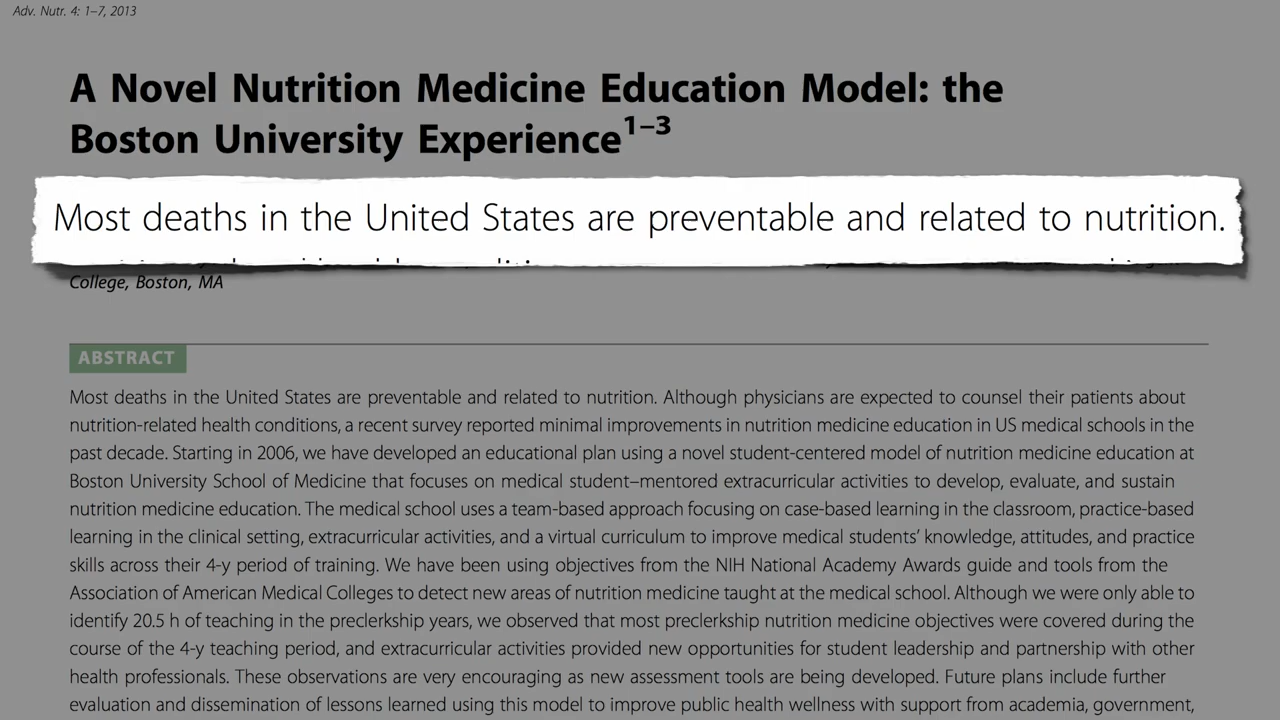 Adv. Nutr. 4: 1–7, 2013
A Novel Nutrition Medicine Education Model: the
Boston University Experience1–3
Most deaths in the United States are preventable and related to nutrition.
College, Boston, MA
ABSTRACT
Most deaths in the United States are preventable and related to nutrition. Although physicians are expected to counsel their patients about
nutrition-related health conditions, a recent survey reported minimal improvements in nutrition medicine education in US medical schools in the
past decade. Starting in 2006, we have developed an educational plan using a novel student-centered model of nutrition medicine education at
Boston University School of Medicine that focuses on medical student–mentored extracurricular activities to develop, evaluate, and sustain
nutrition medicine education. The medical school uses a team-based approach focusing on case-based learning in the classroom, practice-based
learning in the clinical setting, extracurricular activities, and a virtual curriculum to improve medical students’ knowledge, attitudes, and practice
skills across their 4-y period of training. We have been using objectives from the NIH National Academy Awards guide and tools from the
Association of American Medical Colleges to detect new areas of nutrition medicine taught at the medical school. Although we were only able to
identify 20.5 h of teaching in the preclerkship years, we observed that most preclerkship nutrition medicine objectives were covered during the
course of the 4-y teaching period, and extracurricular activities provided new opportunities for student leadership and partnership with other
health professionals. These observations are very encouraging as new assessment tools are being developed. Future plans include further
evaluation and dissemination of lessons learned using this model to improve public health wellness with support from academia, government,